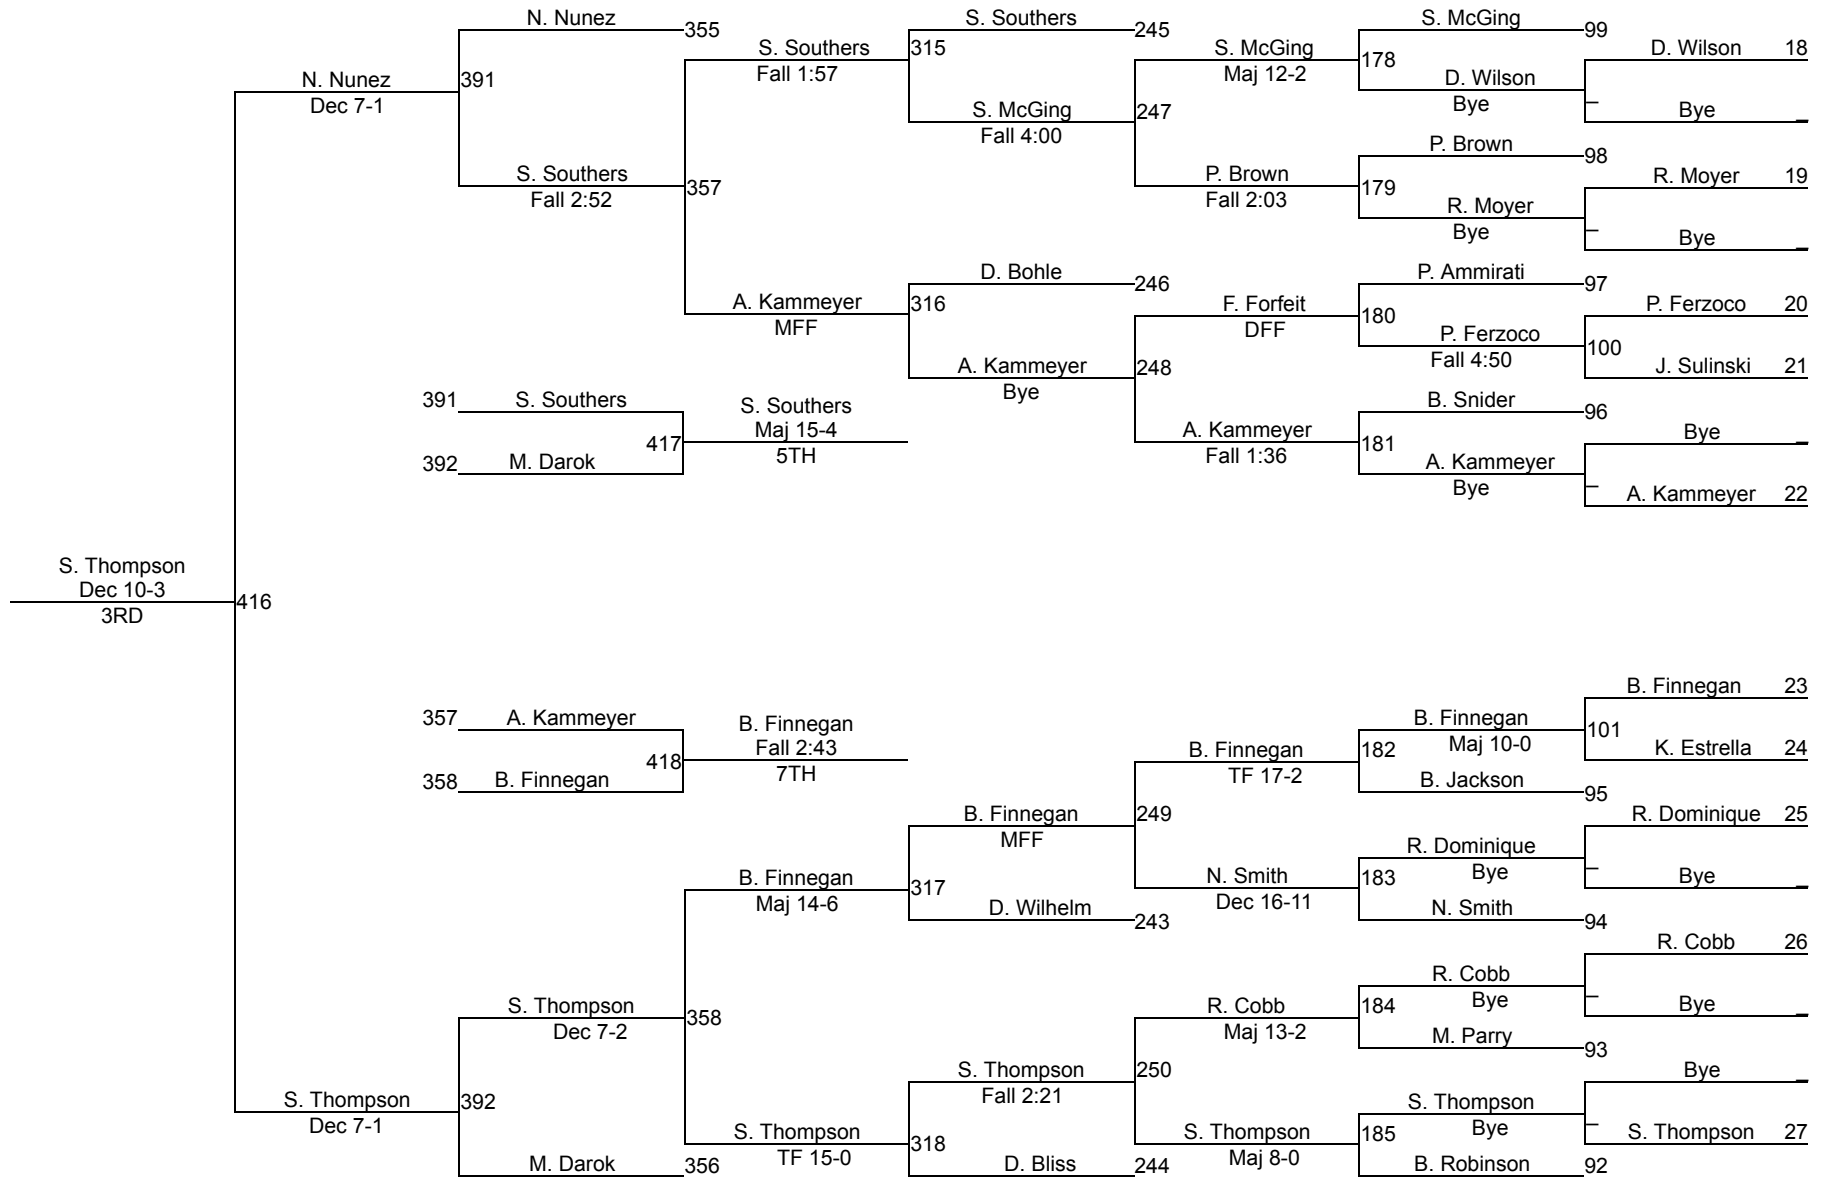 N. Nunez
355
S. Southers
245
S. McGing
99
D. Wilson 18
S. Southers
Fall 1:57
315
S. McGing
Maj 12-2
178
N. Nunez
Dec 7-1
391
D. Wilson
Bye
_
Bye _
S. McGing
Fall 4:00
247
P. Brown
98
S. Southers
Fall 2:52
357
P. Brown
Fall 2:03
179
R. Moyer 19
R. Moyer
Bye
_
Bye _
D. Bohle
246
P. Ammirati
97
A. Kammeyer
MFF
316
F. Forfeit
DFF
180
P. Ferzoco 20
P. Ferzoco
Fall 4:50
100
J. Sulinski 21
A. Kammeyer
Bye
248
391 S. Southers
S. Southers
Maj 15-4
5TH
417
392 M. Darok
B. Snider
96
A. Kammeyer
Fall 1:36
181
Bye _
A. Kammeyer
Bye
_
A. Kammeyer 22
S. Thompson
Dec 10-3
3RD
416
B. Finnegan 23
357 A. Kammeyer
B. Finnegan
Fall 2:43
7TH
418
358 B. Finnegan
B. Finnegan
Maj 10-0
101
K. Estrella 24
B. Finnegan
TF 17-2
182
B. Jackson
95
B. Finnegan
MFF
249
R. Dominique 25
R. Dominique
Bye
_
Bye _
B. Finnegan
Maj 14-6
317
N. Smith
Dec 16-11
183
D. Wilhelm
243
N. Smith
94
R. Cobb 26
R. Cobb
Bye
_
Bye _
S. Thompson
Dec 7-2
358
R. Cobb
Maj 13-2
184
M. Parry
93
S. Thompson
Fall 2:21
250
Bye _
S. Thompson
Dec 7-1
392
S. Thompson
Bye
_
S. Thompson 27
S. Thompson
TF 15-0
318
S. Thompson
Maj 8-0
185
M. Darok
356
D. Bliss
244
B. Robinson
92